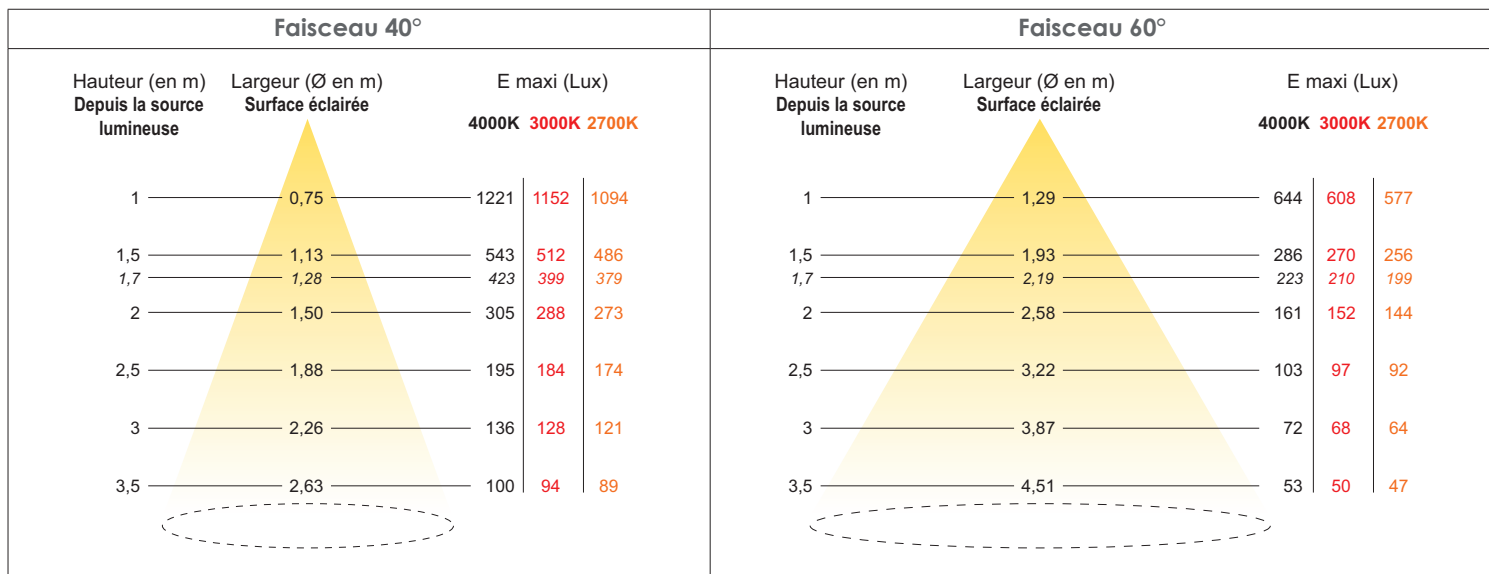 Faisceau 40°
Hauteur (en m) Largeur (Ø en m) E maxi (Lux)
Depuis la source Surface éclairée
lumineuse
4000K 3000K 2700K
1 0,75 1221 1152 1094
1,5 1,13 543 512 486
1,7 1,28 423 399 379
2 1,50 305 288 273
2,5 1,88 195 184 174
3 2,26 136 128 121
3,5 2,63 100 94 89
Faisceau 60°
Hauteur (en m) Largeur (Ø en m) E maxi (Lux)
Depuis la source Surface éclairée
lumineuse
4000K 3000K 2700K
1 1,29 644 608 577
1,5 1,93 286 270 256
1,7 2,19 223 210 199
2 2,58 161 152 144
2,5 3,22 103 97 92
3 3,87 72 68 64
3,5 4,51 53 50 47